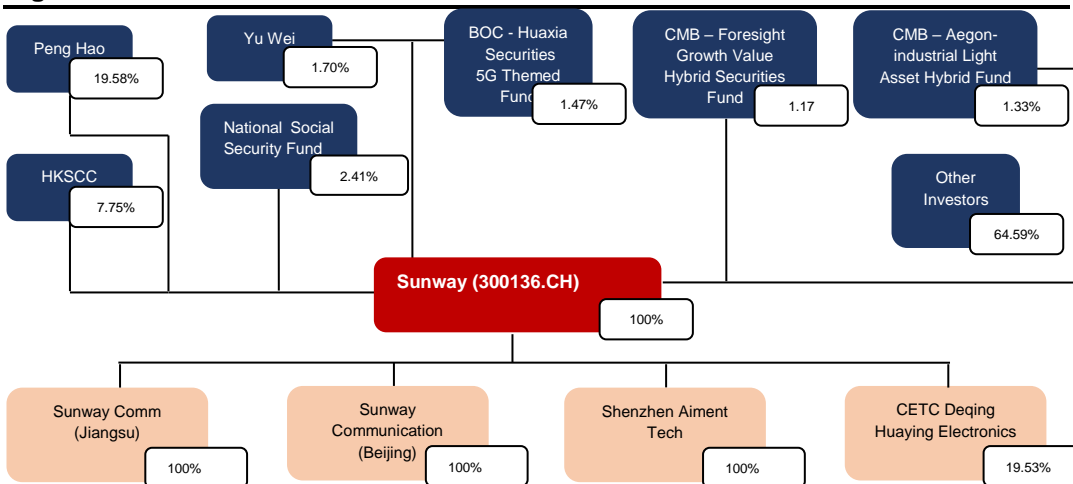 Peng Hao
19.58%
Yu Wei
1.70%
BOC - Huaxia
Securities
5G Themed
Fund
1.47%
CMB – Foresight
Growth Value
Hybrid Securities
Fund
1.17
CMB – Aegon-
industrial Light
Asset Hybrid Fund
1.33%
HKSCC
7.75%
National Social
Security Fund
2.41%
Other
Investors
64.59%
Sunway (300136.CH)
100%
Sunway Comm
(Jiangsu)
100%
Sunway
Communication
(Beijing)
100%
Shenzhen Aiment
Tech
100%
CETC Deqing
Huaying Electronics
19.53%